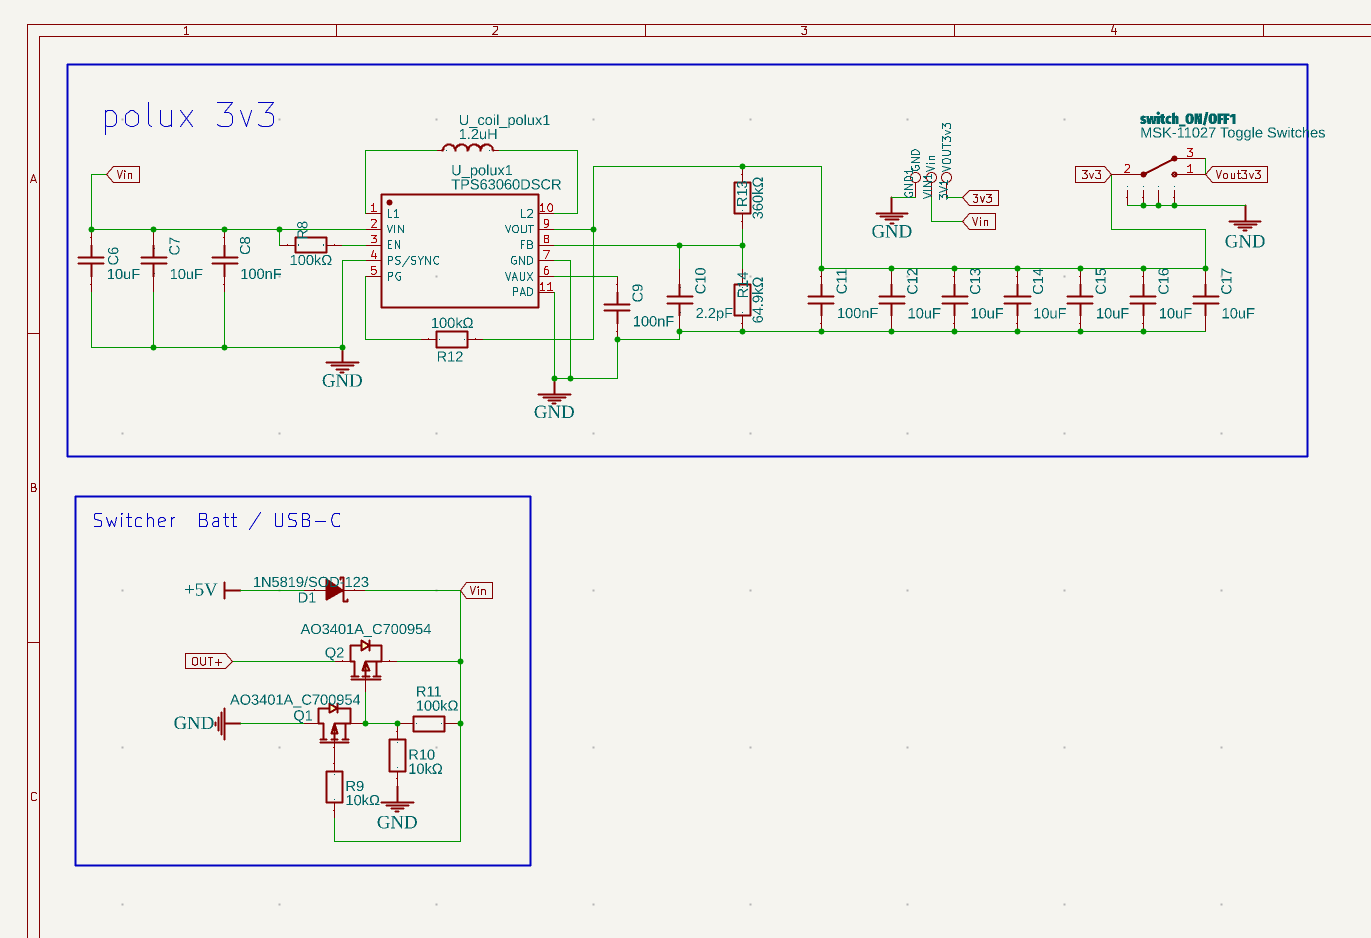 1 2 3 4
A
B
C
polux 3v3
U_coil_polux1
1.2uH
U_polux1
TPS63060DSCR
Vin
1 L1
2 VIN
3 EN
4 PS/SYNC
5 PG
L2 10
VOUT 9
FB 8
GND 7
VAUX 6
PAD 11
R8
100kΩ
C6
10uF
C7
10uF
C8
100nF
GND
100kΩ
R12
GND
C9
100nF
C10
2.2pF
R13
360kΩ
R14
64.9kΩ
C11
100nF
C12
10uF
C13
10uF
C14
10uF
C15
10uF
C16
10uF
C17
10uF
GND
Vin
VOUT3v3
GND1
VIN1
3V1
3v3
Vin
GND
switch_ON/OFF1
MSK-11027 Toggle Switches
3v3
2
3
1
Vout3v3
GND
Switcher Batt / USB-C
+5V
1N5819/SOD-123
D1
Vin
AO3401A_C700954
Q2
OUT+
AO3401A_C700954
Q1
GND
R11
100kΩ
R10
10kΩ
R9
10kΩ
GND